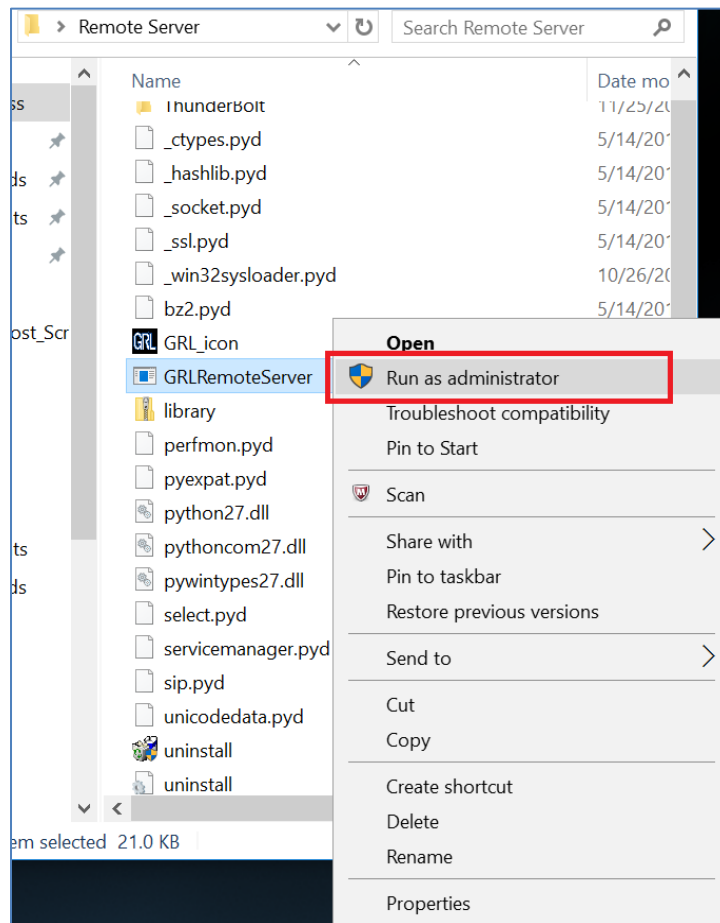 > Remote Server
Search Remote Server
Name
Date mo
ss
ds
ts
ost_Scr
ts
ds
ThunderBolt
11/25/20
_ctypes.pyd
5/14/201
_hashlib.pyd
5/14/201
_socket.pyd
5/14/201
_ssl.pyd
5/14/201
_win32sysloader.pyd
10/26/20
bz2.pyd
5/14/201
GRL GRL_icon
GRLRemoteServer
library
perfmon.pyd
pyexpat.pyd
python27.dll
pythoncom27.dll
pywintypes27.dll
select.pyd
servicemanager.pyd
sip.pyd
unicodedata.pyd
uninstall
uninstall
em selected 21.0 KB
Open
Run as administrator
Troubleshoot compatibility
Pin to Start
Scan
Share with
Pin to taskbar
Restore previous versions
Send to
Cut
Copy
Create shortcut
Delete
Rename
Properties